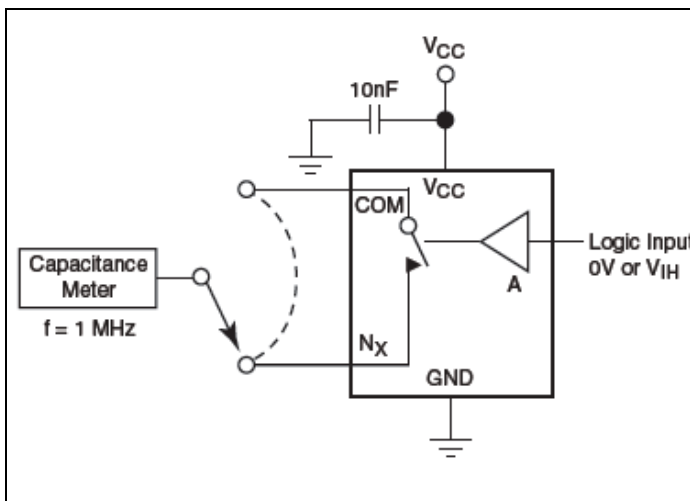 VCC
10nF
VCC
COM
Capacitance
Meter
f = 1 MHz
Logic Input
0V or VIH
A
NX
GND